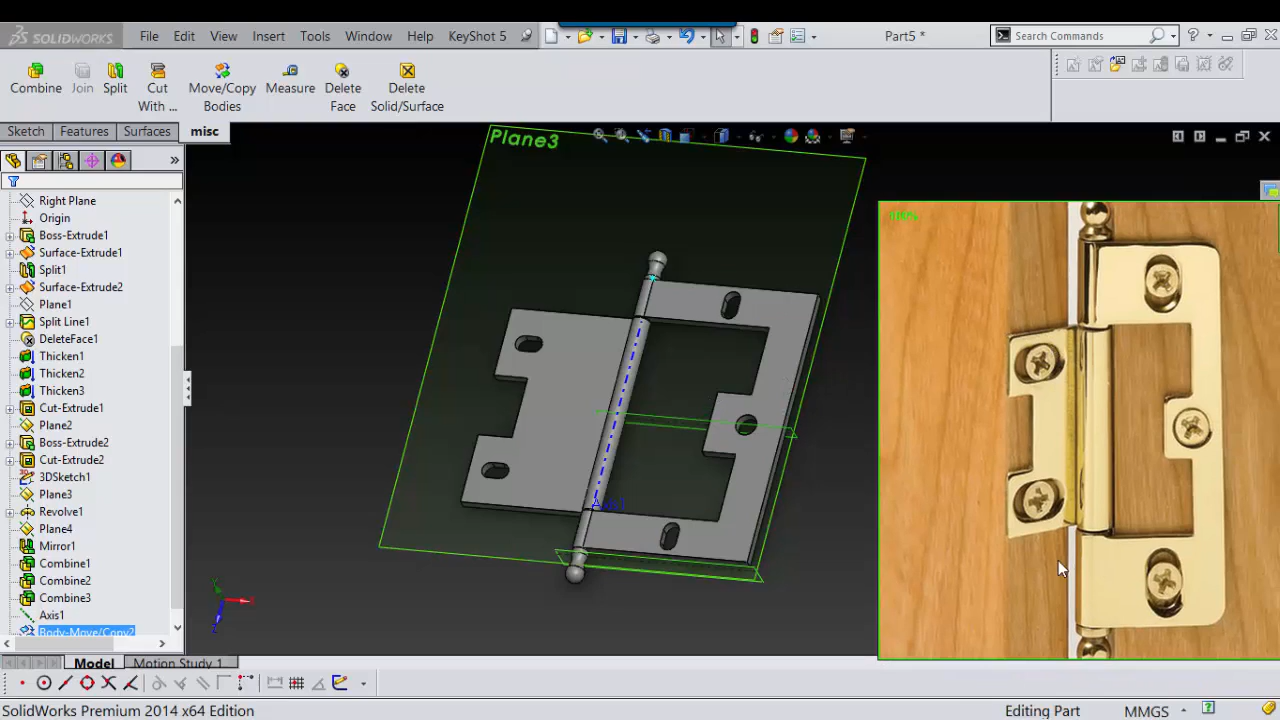 SOLIDWORKS File Edit View Insert Tools Window Help KeyShot 5 Part5 * Search Commands
Combine Join Split Cut With ... Move/Copy Bodies Measure Delete Face Delete Solid/Surface
Sketch Features Surfaces misc
Plane3
Right Plane
Origin
Boss-Extrude1
Surface-Extrude1
Split1
Surface-Extrude2
Plane1
Split Line1
DeleteFace1
Thicken1
Thicken2
Thicken3
Cut-Extrude1
Plane2
Boss-Extrude2
Cut-Extrude2
3DSketch1
Plane3
Revolve1
Plane4
Mirror1
Combine1
Combine2
Combine3
Axis1
Body-Move/Copy2
Axis1
Y
X
Z
Model Motion Study 1
SolidWorks Premium 2014 x64 Edition Editing Part MMGS